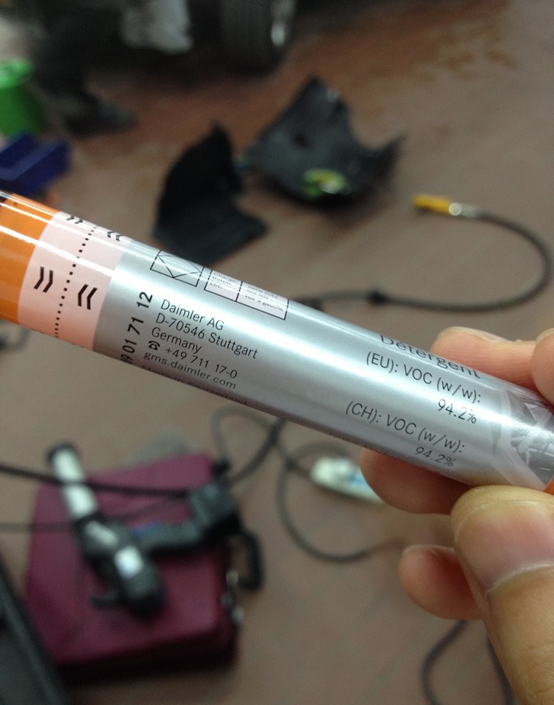 Daimler AG
D-70546 Stuttgart
Germany
☎ +49 711 17-0
gms.daimler.com
01 71 12
Detergent
(EU): VOC (w/w):
94.2%
(CH): VOC (w/w):
94.2%